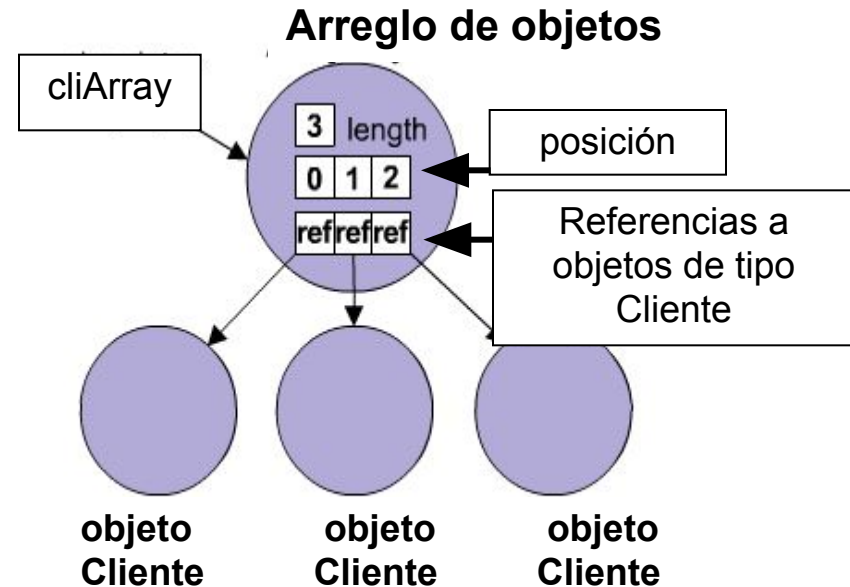 Arreglo de objetos
cliArray
3 length
posición
0 1 2
Referencias a
objetos de tipo
Cliente
ref ref ref
objeto
Cliente
objeto
Cliente
objeto
Cliente